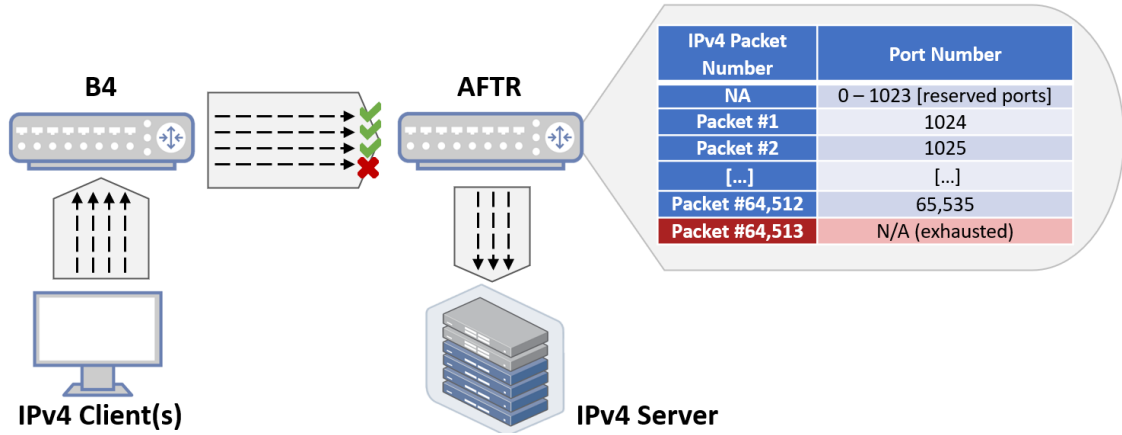 B4
AFTR
IPv4 Packet
Number
Port Number
NA
0 – 1023 [reserved ports]
Packet #1
1024
Packet #2
1025
[…]
[…]
Packet #64,512
65,535
Packet #64,513
N/A (exhausted)
IPv4 Client(s)
IPv4 Server